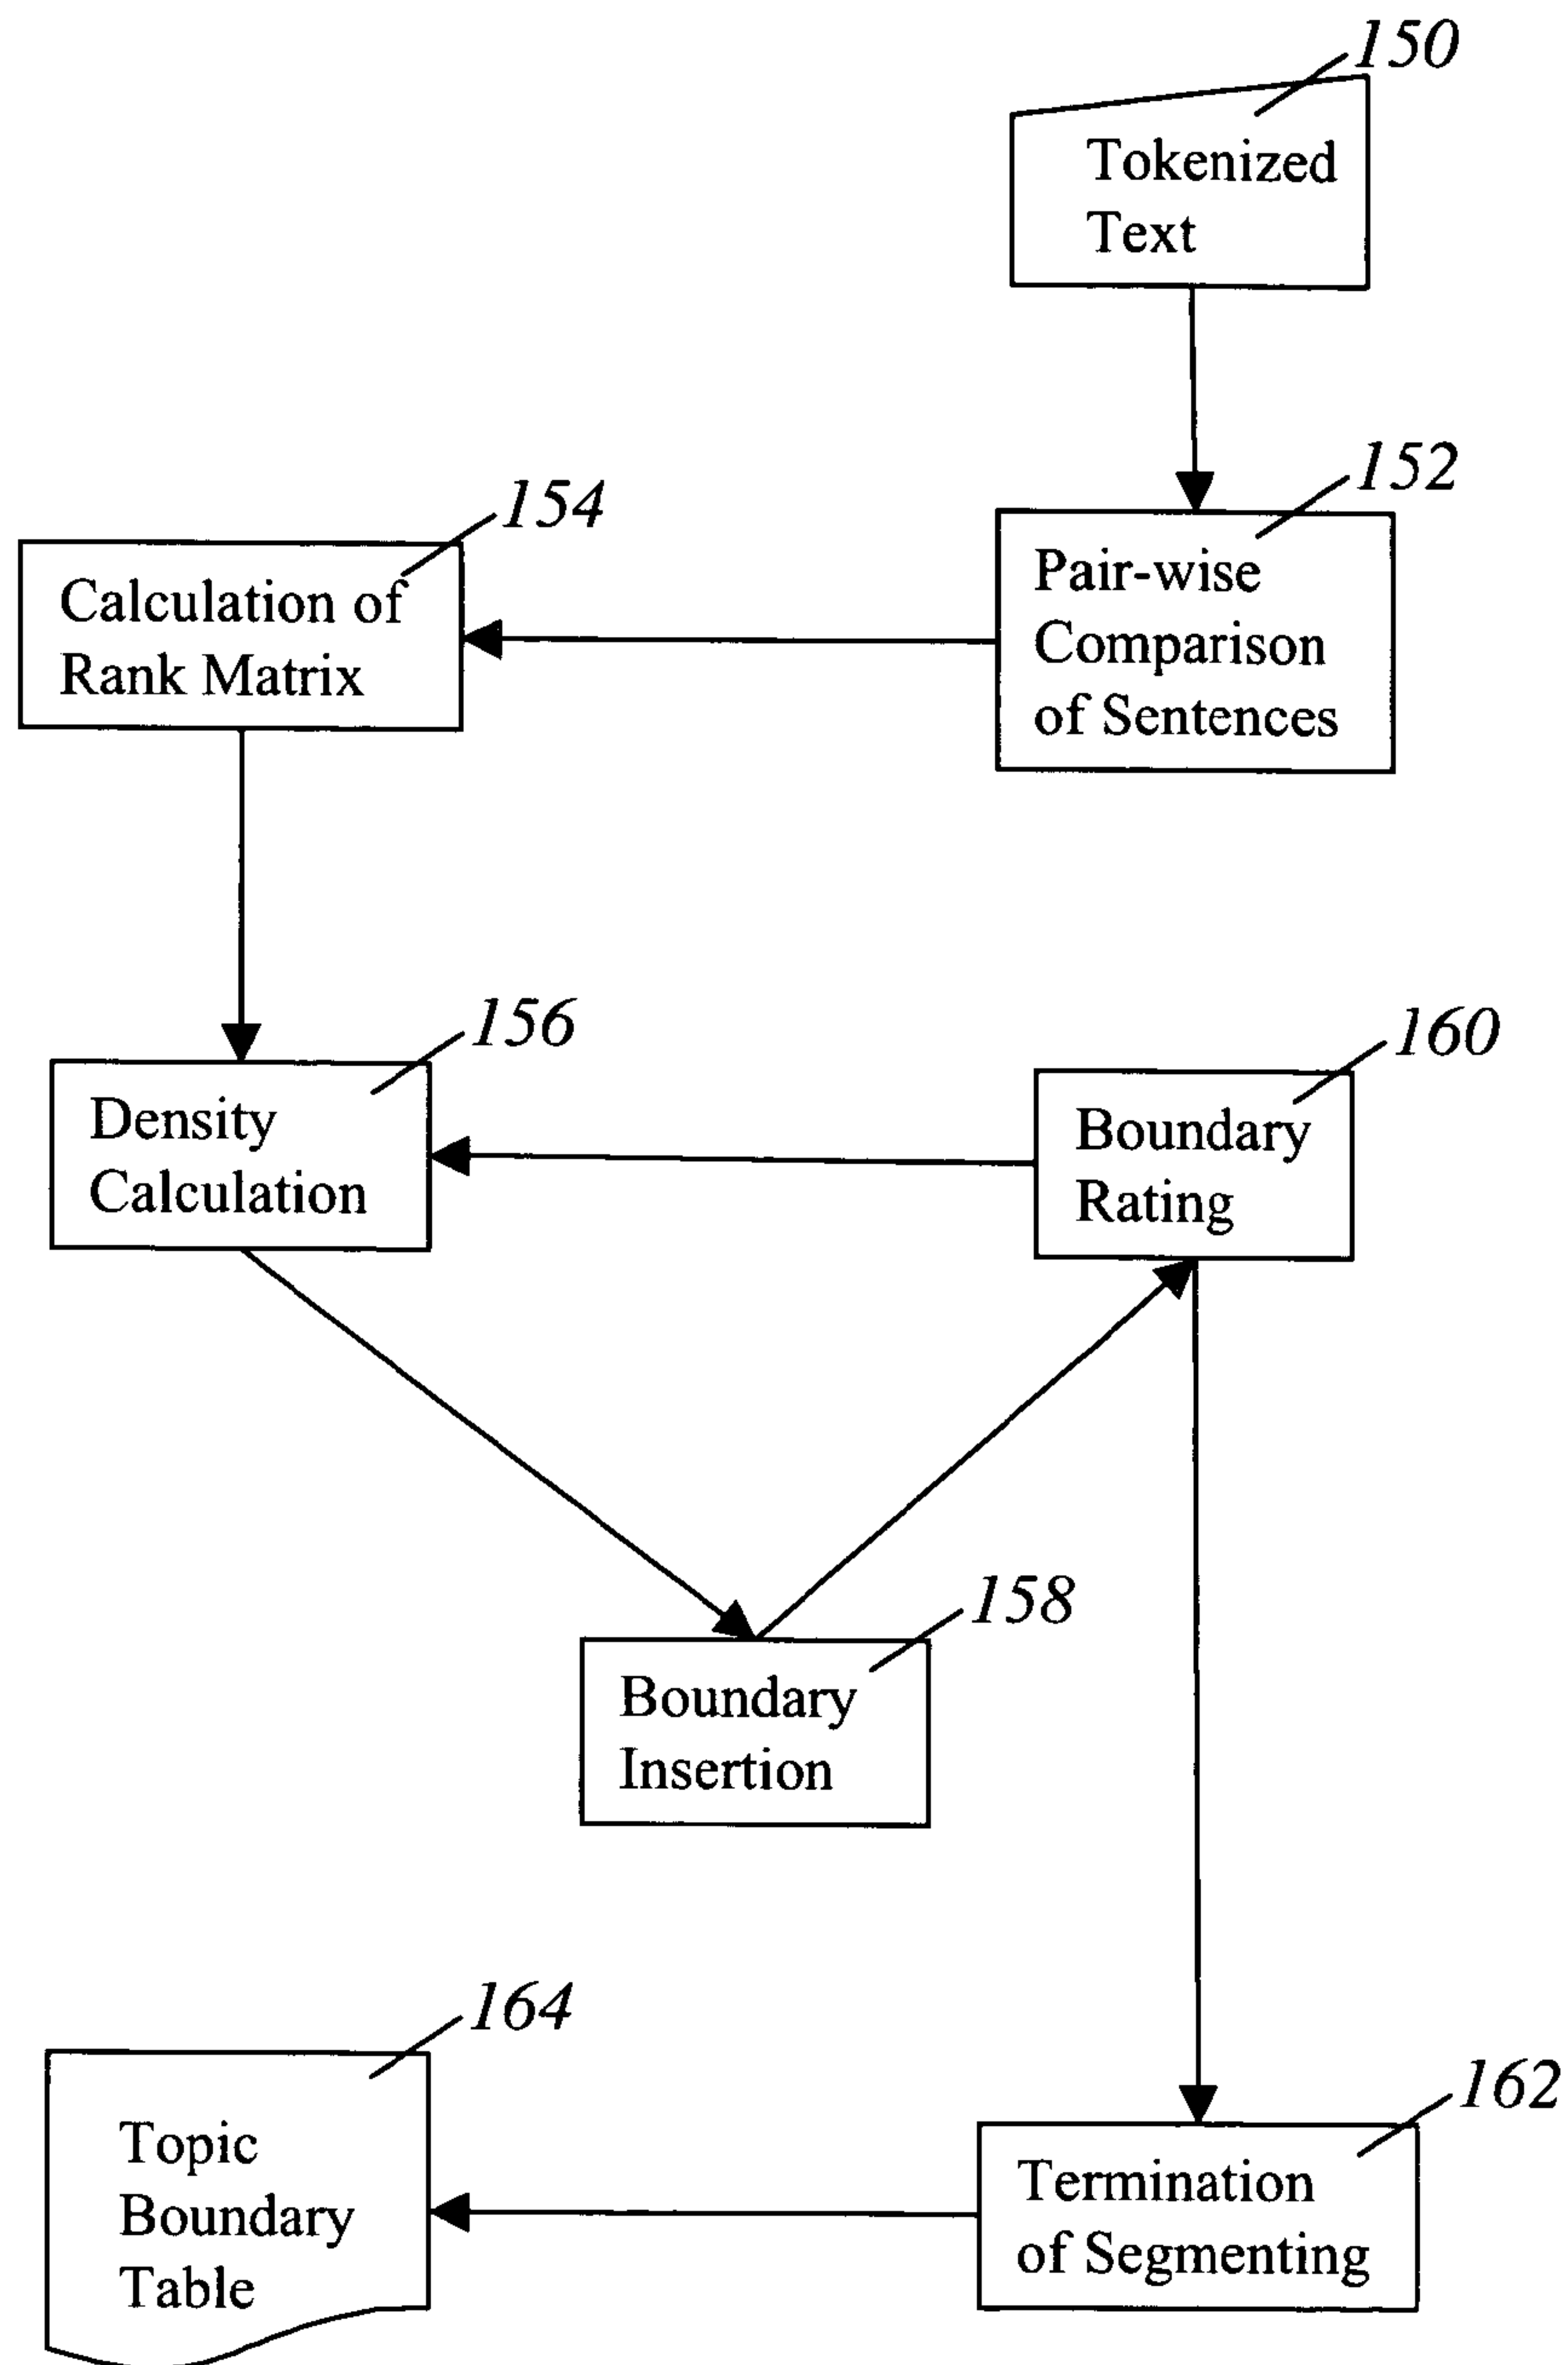 150
Tokenized
Text
152
Pair-wise
Comparison
of Sentences
154
Calculation of
Rank Matrix
156
Density
Calculation
160
Boundary
Rating
158
Boundary
Insertion
164
Topic
Boundary
Table
162
Termination
of Segmenting